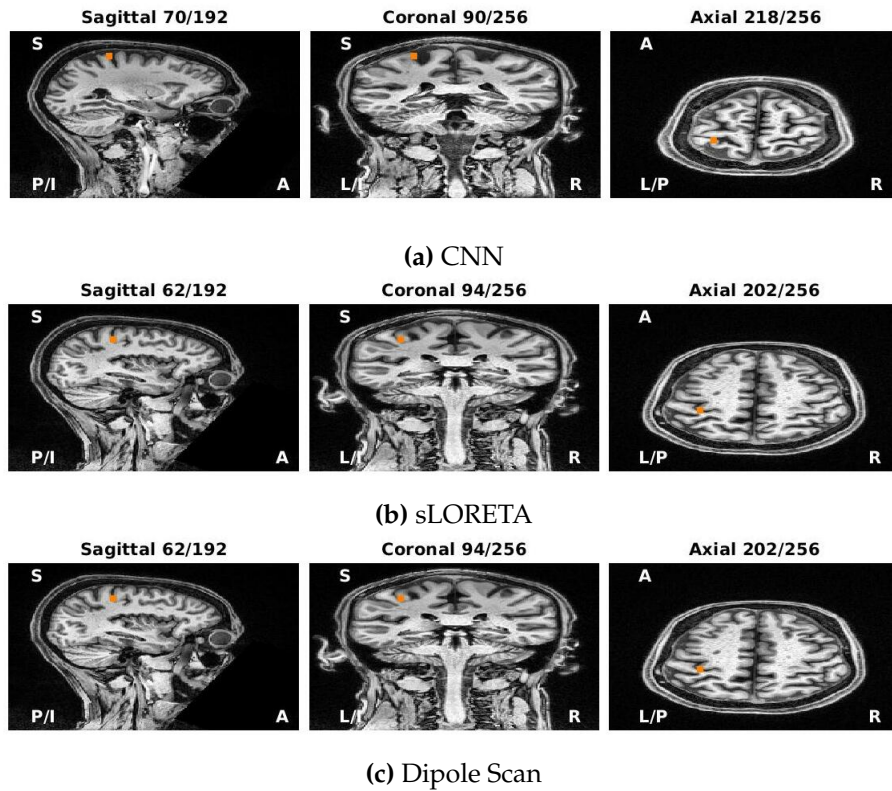 Sagittal 70/192 Coronal 90/256 Axial 218/256
S S A
P/I A L/I R L/P R
(a) CNN
Sagittal 62/192 Coronal 94/256 Axial 202/256
S S A
P/I A L/I R L/P R
(b) sLORETA
Sagittal 62/192 Coronal 94/256 Axial 202/256
S S A
P/I A L/I R L/P R
(c) Dipole Scan